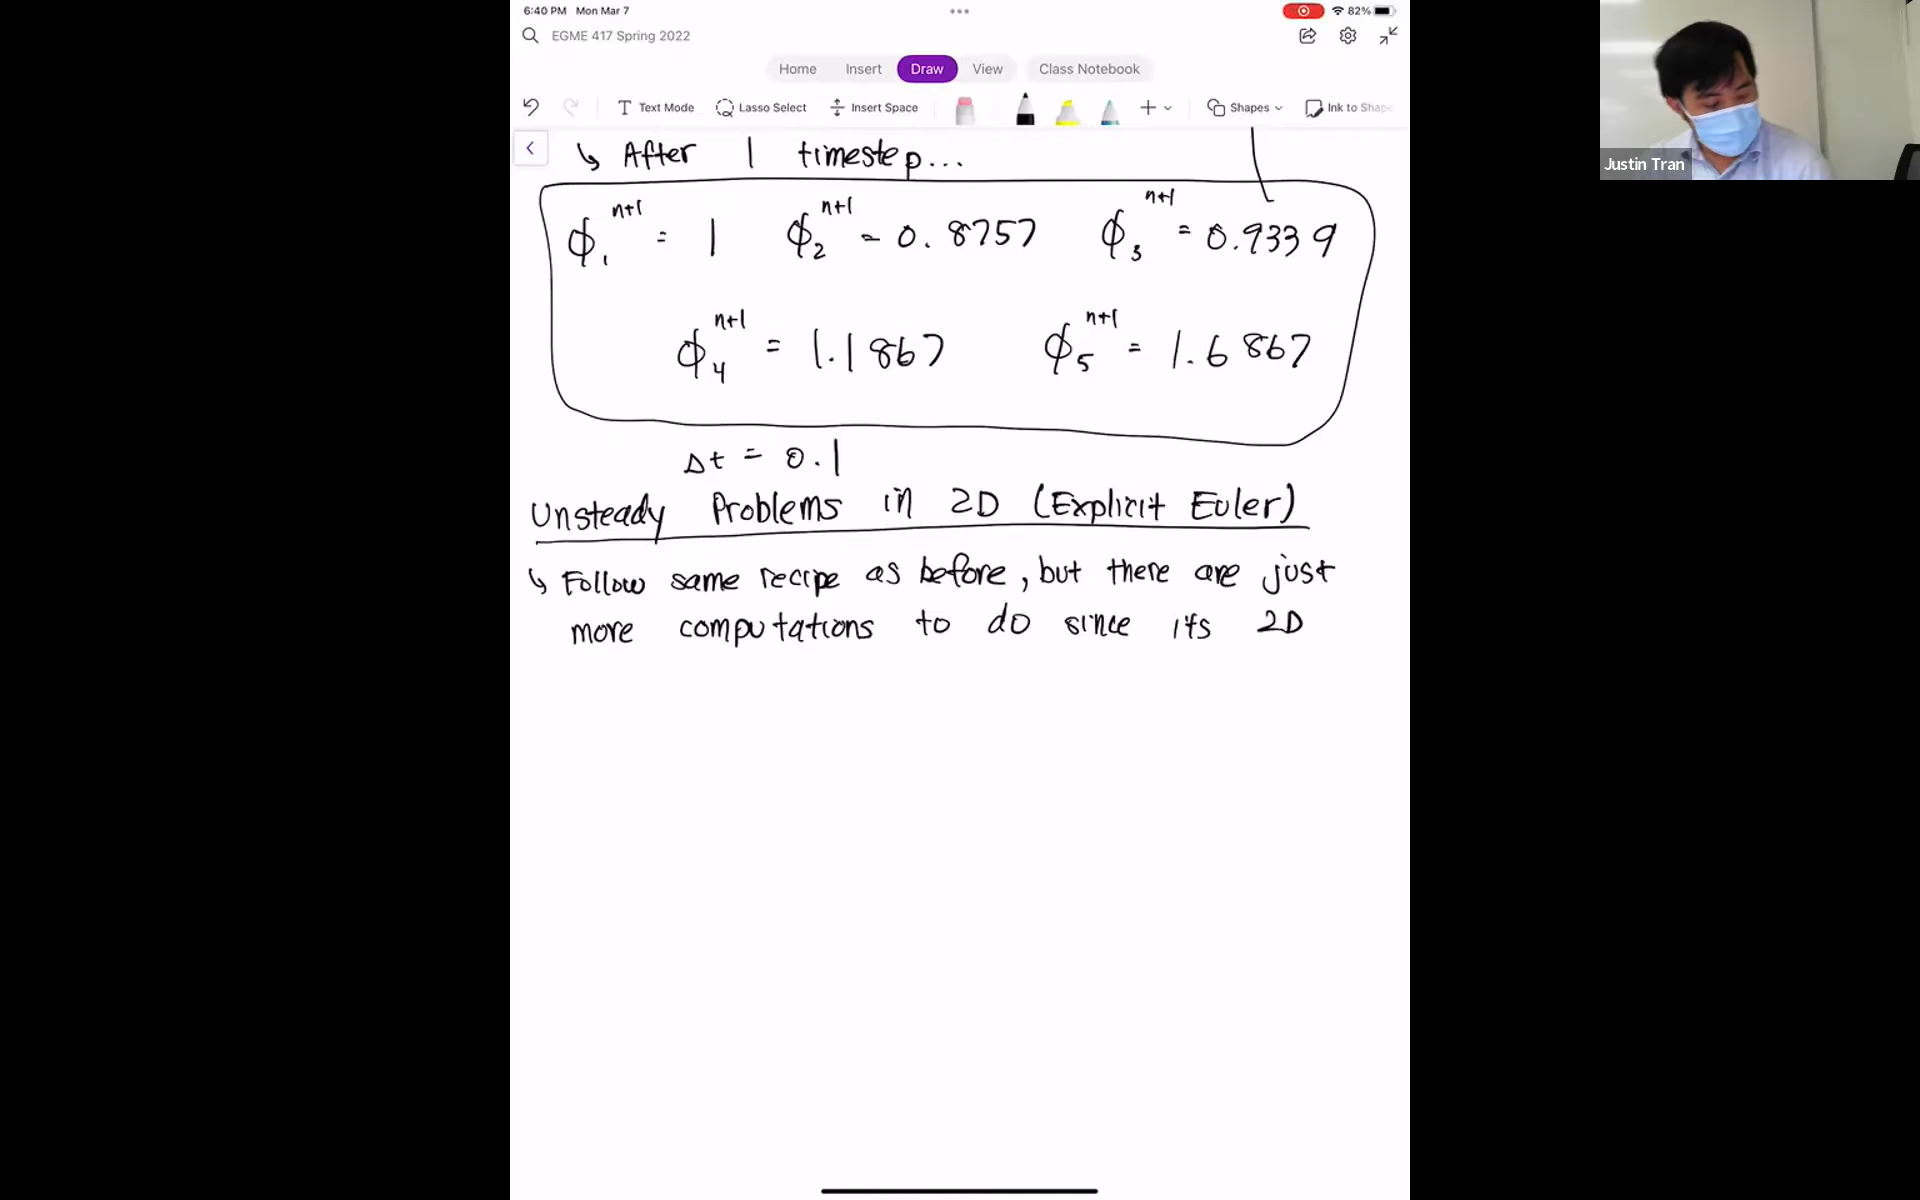 6:40 PM Mon Mar 7
82%
EGME 417 Spring 2022
Home Insert Draw View Class Notebook
Text Mode Lasso Select Insert Space Shapes Ink to Shape
Justin Tran
↳ After 1 timestep...
ϕ₁ⁿ⁺¹ = 1 ϕ₂ⁿ⁺¹ = 0.8757 ϕ₃ⁿ⁺¹ = 0.9339
ϕ₄ⁿ⁺¹ = 1.1867 ϕ₅ⁿ⁺¹ = 1.6867
Δt = 0.1
Unsteady Problems in 2D (Explicit Euler)
↳ Follow same recipe as before, but there are just
more computations to do since its 2D